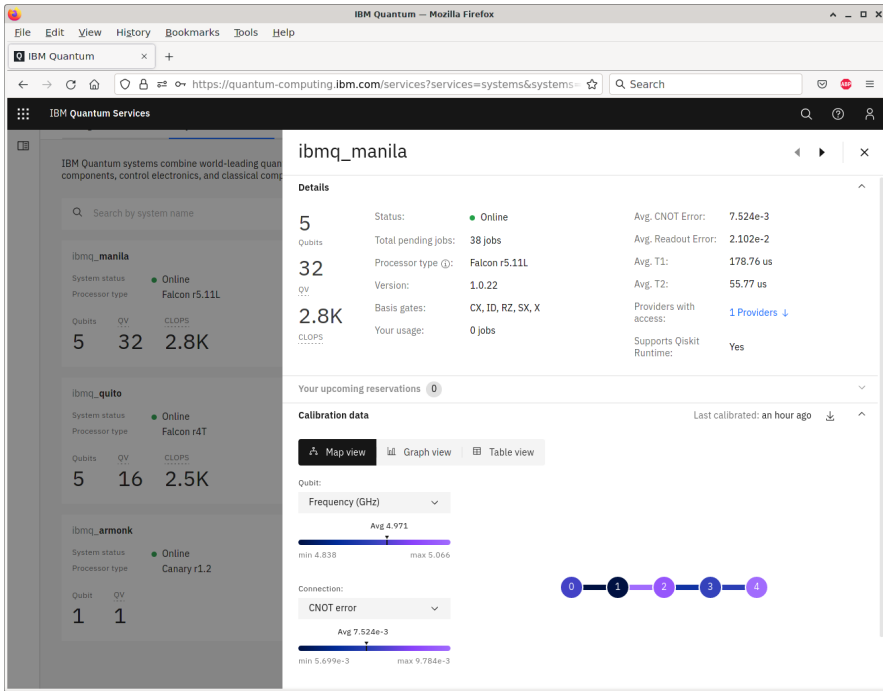 IBM Quantum — Mozilla Firefox
File Edit View History Bookmarks Tools Help
IBM Quantum × +
https://quantum-computing.ibm.com/services?services=systems&systems= Search ABP
IBM Quantum Services
IBM Quantum systems combine world-leading quan
components, control electronics, and classical comp
Search by system name
ibmq_manila
System status Online
Processor type Falcon r5.11L
Qubits QV CLOPS
5 32 2.8K
ibmq_quito
System status Online
Processor type Falcon r4T
Qubits QV CLOPS
5 16 2.5K
ibmq_armonk
System status Online
Processor type Canary r1.2
Qubit QV
1 1
ibmq_manila
Details
5
Qubits
32
QV
2.8K
CLOPS
Status: Online
Total pending jobs: 38 jobs
Processor type: Falcon r5.11L
Version: 1.0.22
Basis gates: CX, ID, RZ, SX, X
Your usage: 0 jobs
Avg. CNOT Error: 7.524e-3
Avg. Readout Error: 2.102e-2
Avg. T1: 178.76 us
Avg. T2: 55.77 us
Providers with
access: 1 Providers ↓
Supports Qiskit
Runtime: Yes
Your upcoming reservations 0
Calibration data Last calibrated: an hour ago
Map view Graph view Table view
Qubit:
Frequency (GHz)
Avg 4.971
min 4.838 max 5.066
Connection:
CNOT error
Avg 7.524e-3
min 5.699e-3 max 9.784e-3
0 1 2 3 4